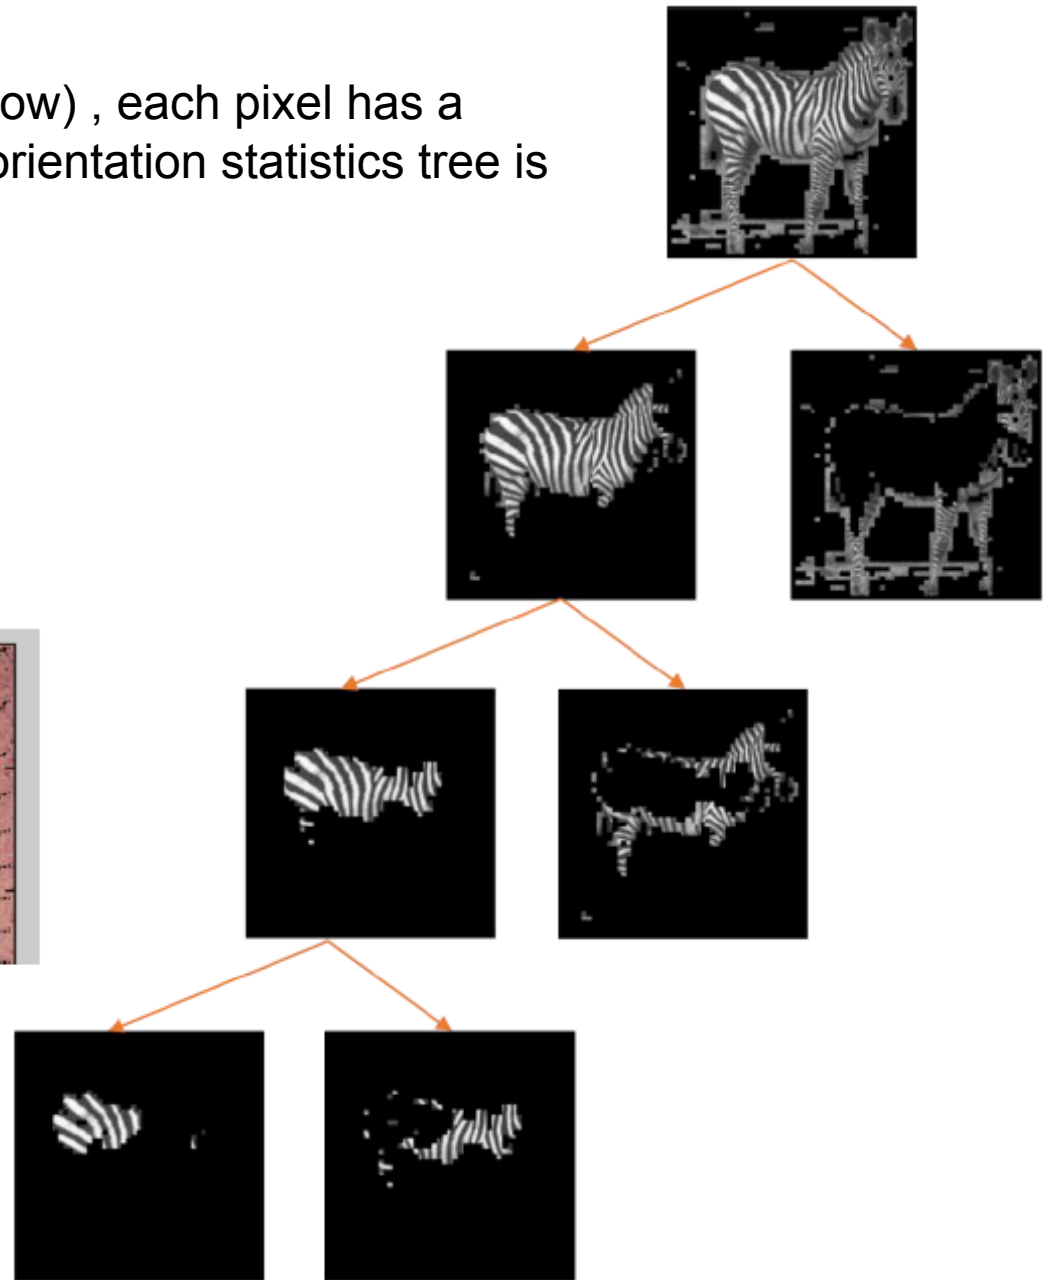 ow) , each pixel has a
orientation statistics tree is